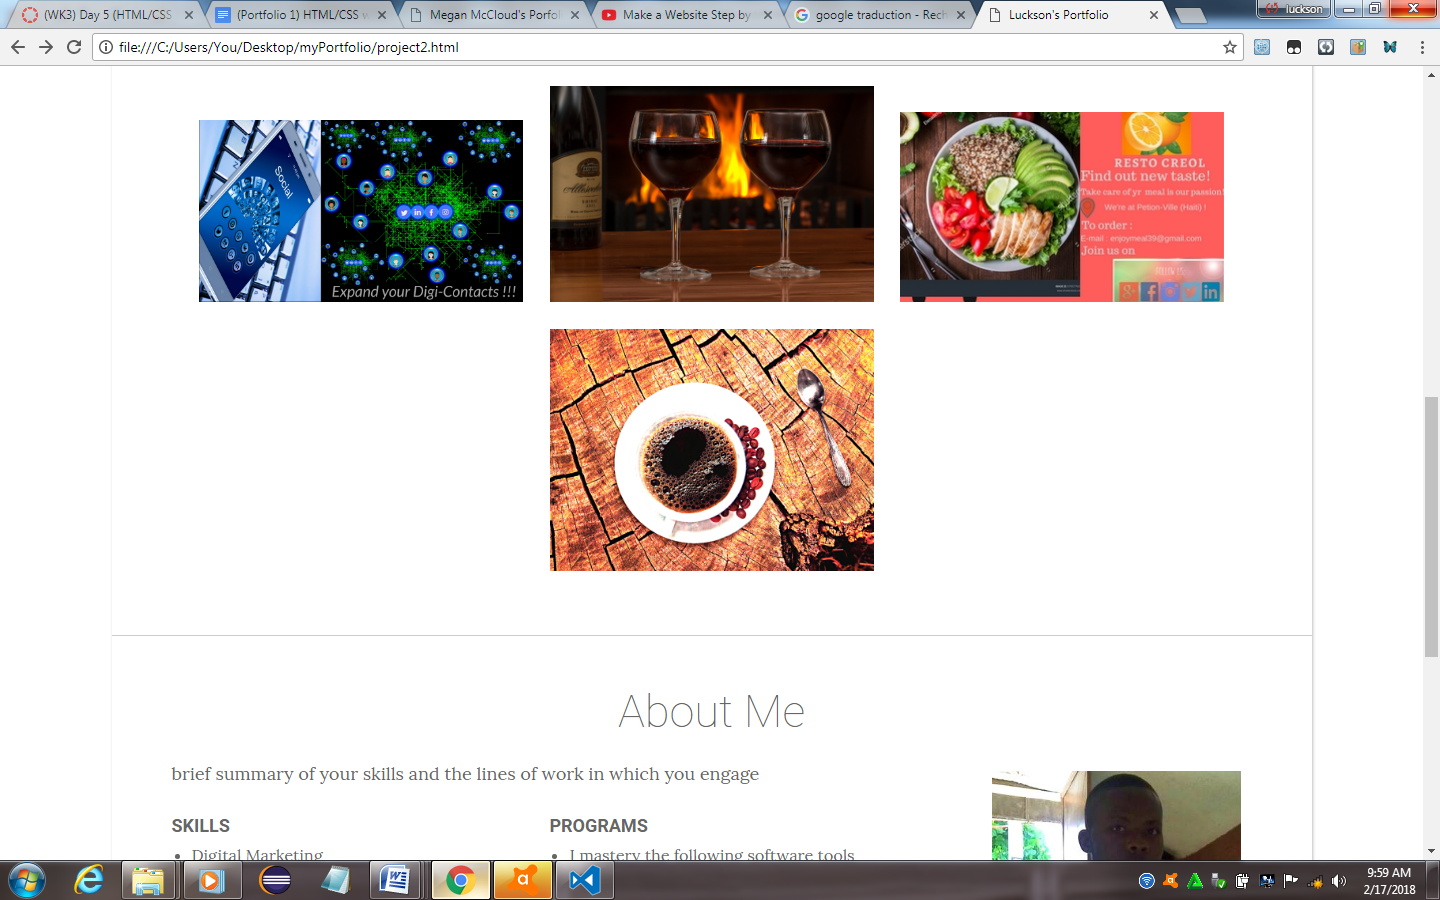 (WK3) Day 5 (HTML/CSS
(Portfolio 1) HTML/CSS w
Megan McCloud's Porfol
Make a Website Step by
google traduction - Rech
Luckson's Portfolio
luckson
file:///C:/Users/You/Desktop/myPortfolio/project2.html
Social
Expand your Digi-Contacts !!!
RESTO CREOL
Find out new taste!
Take care of yr meal is our passion!
We're at Petion-Ville (Haiti) !
To order :
E-mail : enjoymeal39@gmail.com
Join us on
FOLLOW US
About Me
brief summary of your skills and the lines of work in which you engage
SKILLS
PROGRAMS
Digital Marketing
I mastery the following software tools
9:59 AM
2/17/2018